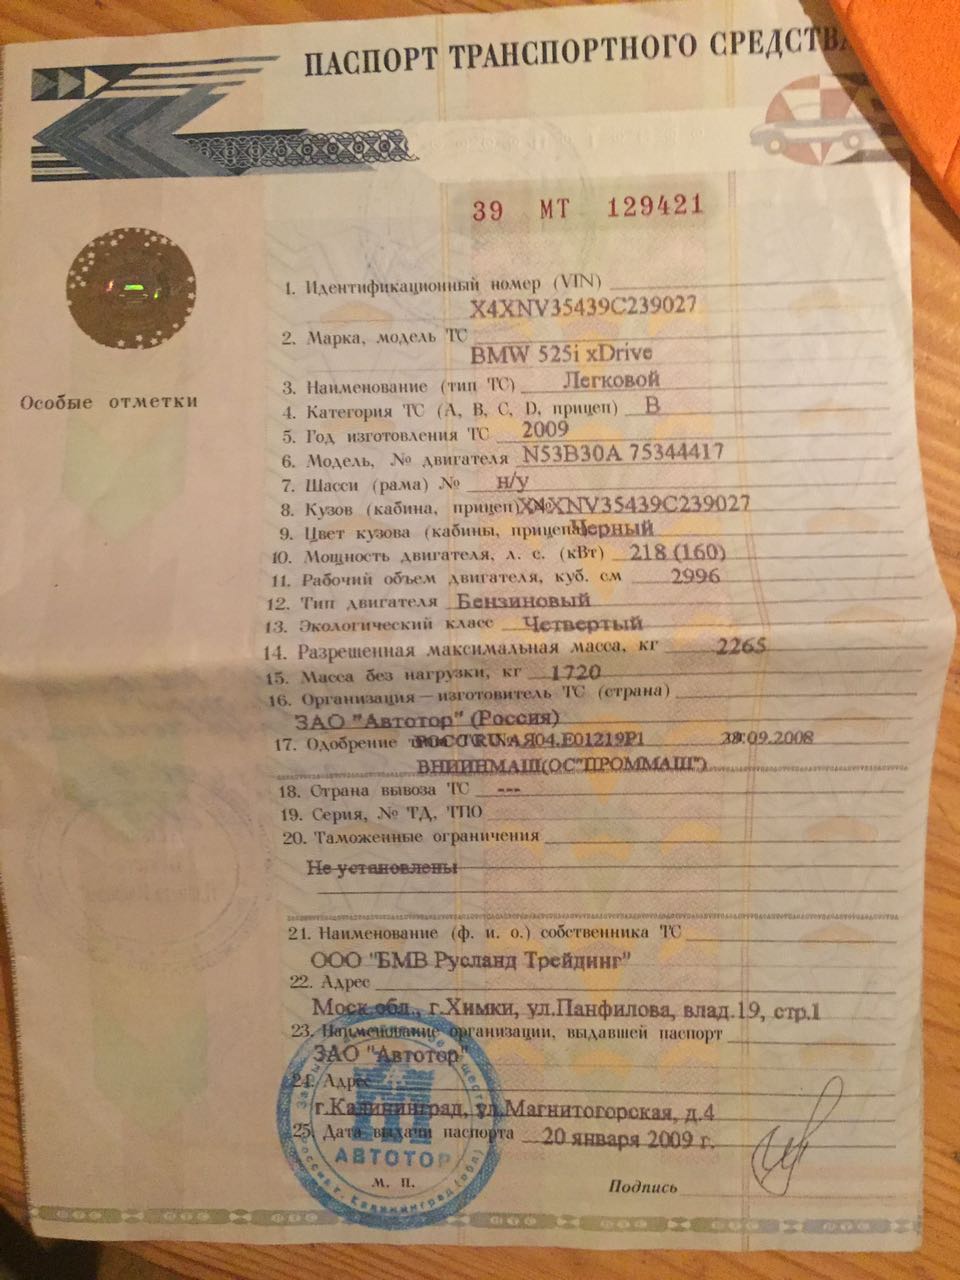 ПАСПОРТ ТРАНСПОРТНОГО СРЕДСТВА
39 МТ 129421
Особые отметки
1. Идентификационный номер (VIN)
X4XNV35439C239027
2. Марка, модель ТС
BMW 525i xDrive
3. Наименование (тип ТС) Легковой
4. Категория ТС (A, B, C, D, прицеп) B
5. Год изготовления ТС 2009
6. Модель, № двигателя N53B30A 75344417
7. Шасси (рама) № н/у
8. Кузов (кабина, прицеп) № X4XNV35439C239027
9. Цвет кузова (кабины, прицепа) Черный
10. Мощность двигателя, л. с. (кВт) 218 (160)
11. Рабочий объем двигателя, куб. см 2996
12. Тип двигателя Бензиновый
13. Экологический класс Четвертый
14. Разрешенная максимальная масса, кг 2265
15. Масса без нагрузки, кг 1720
16. Организация – изготовитель ТС (страна)
ЗАО "Автотор" (Россия)
17. Одобрение типа ТС № РОСС RU.АЯ04.Е01219Р1 30.09.2008
ВНИИНМАШ(ОС"ПРОММАШ")
18. Страна вывоза ТС ---
19. Серия, № ТД, ТПО
20. Таможенные ограничения
Не установлены
21. Наименование (ф. и. о.) собственника ТС
ООО "БМВ Русланд Трейдинг"
22. Адрес
Моск обл., г.Химки, ул.Панфилова, влад.19, стр.1
23. Наименование организации, выдавшей паспорт
ЗАО "Автотор"
24. Адрес
г.Калининград, ул.Магнитогорская, д.4
25. Дата выдачи паспорта 20 января 2009 г.
АВТОТОР
М. П.
Подпись